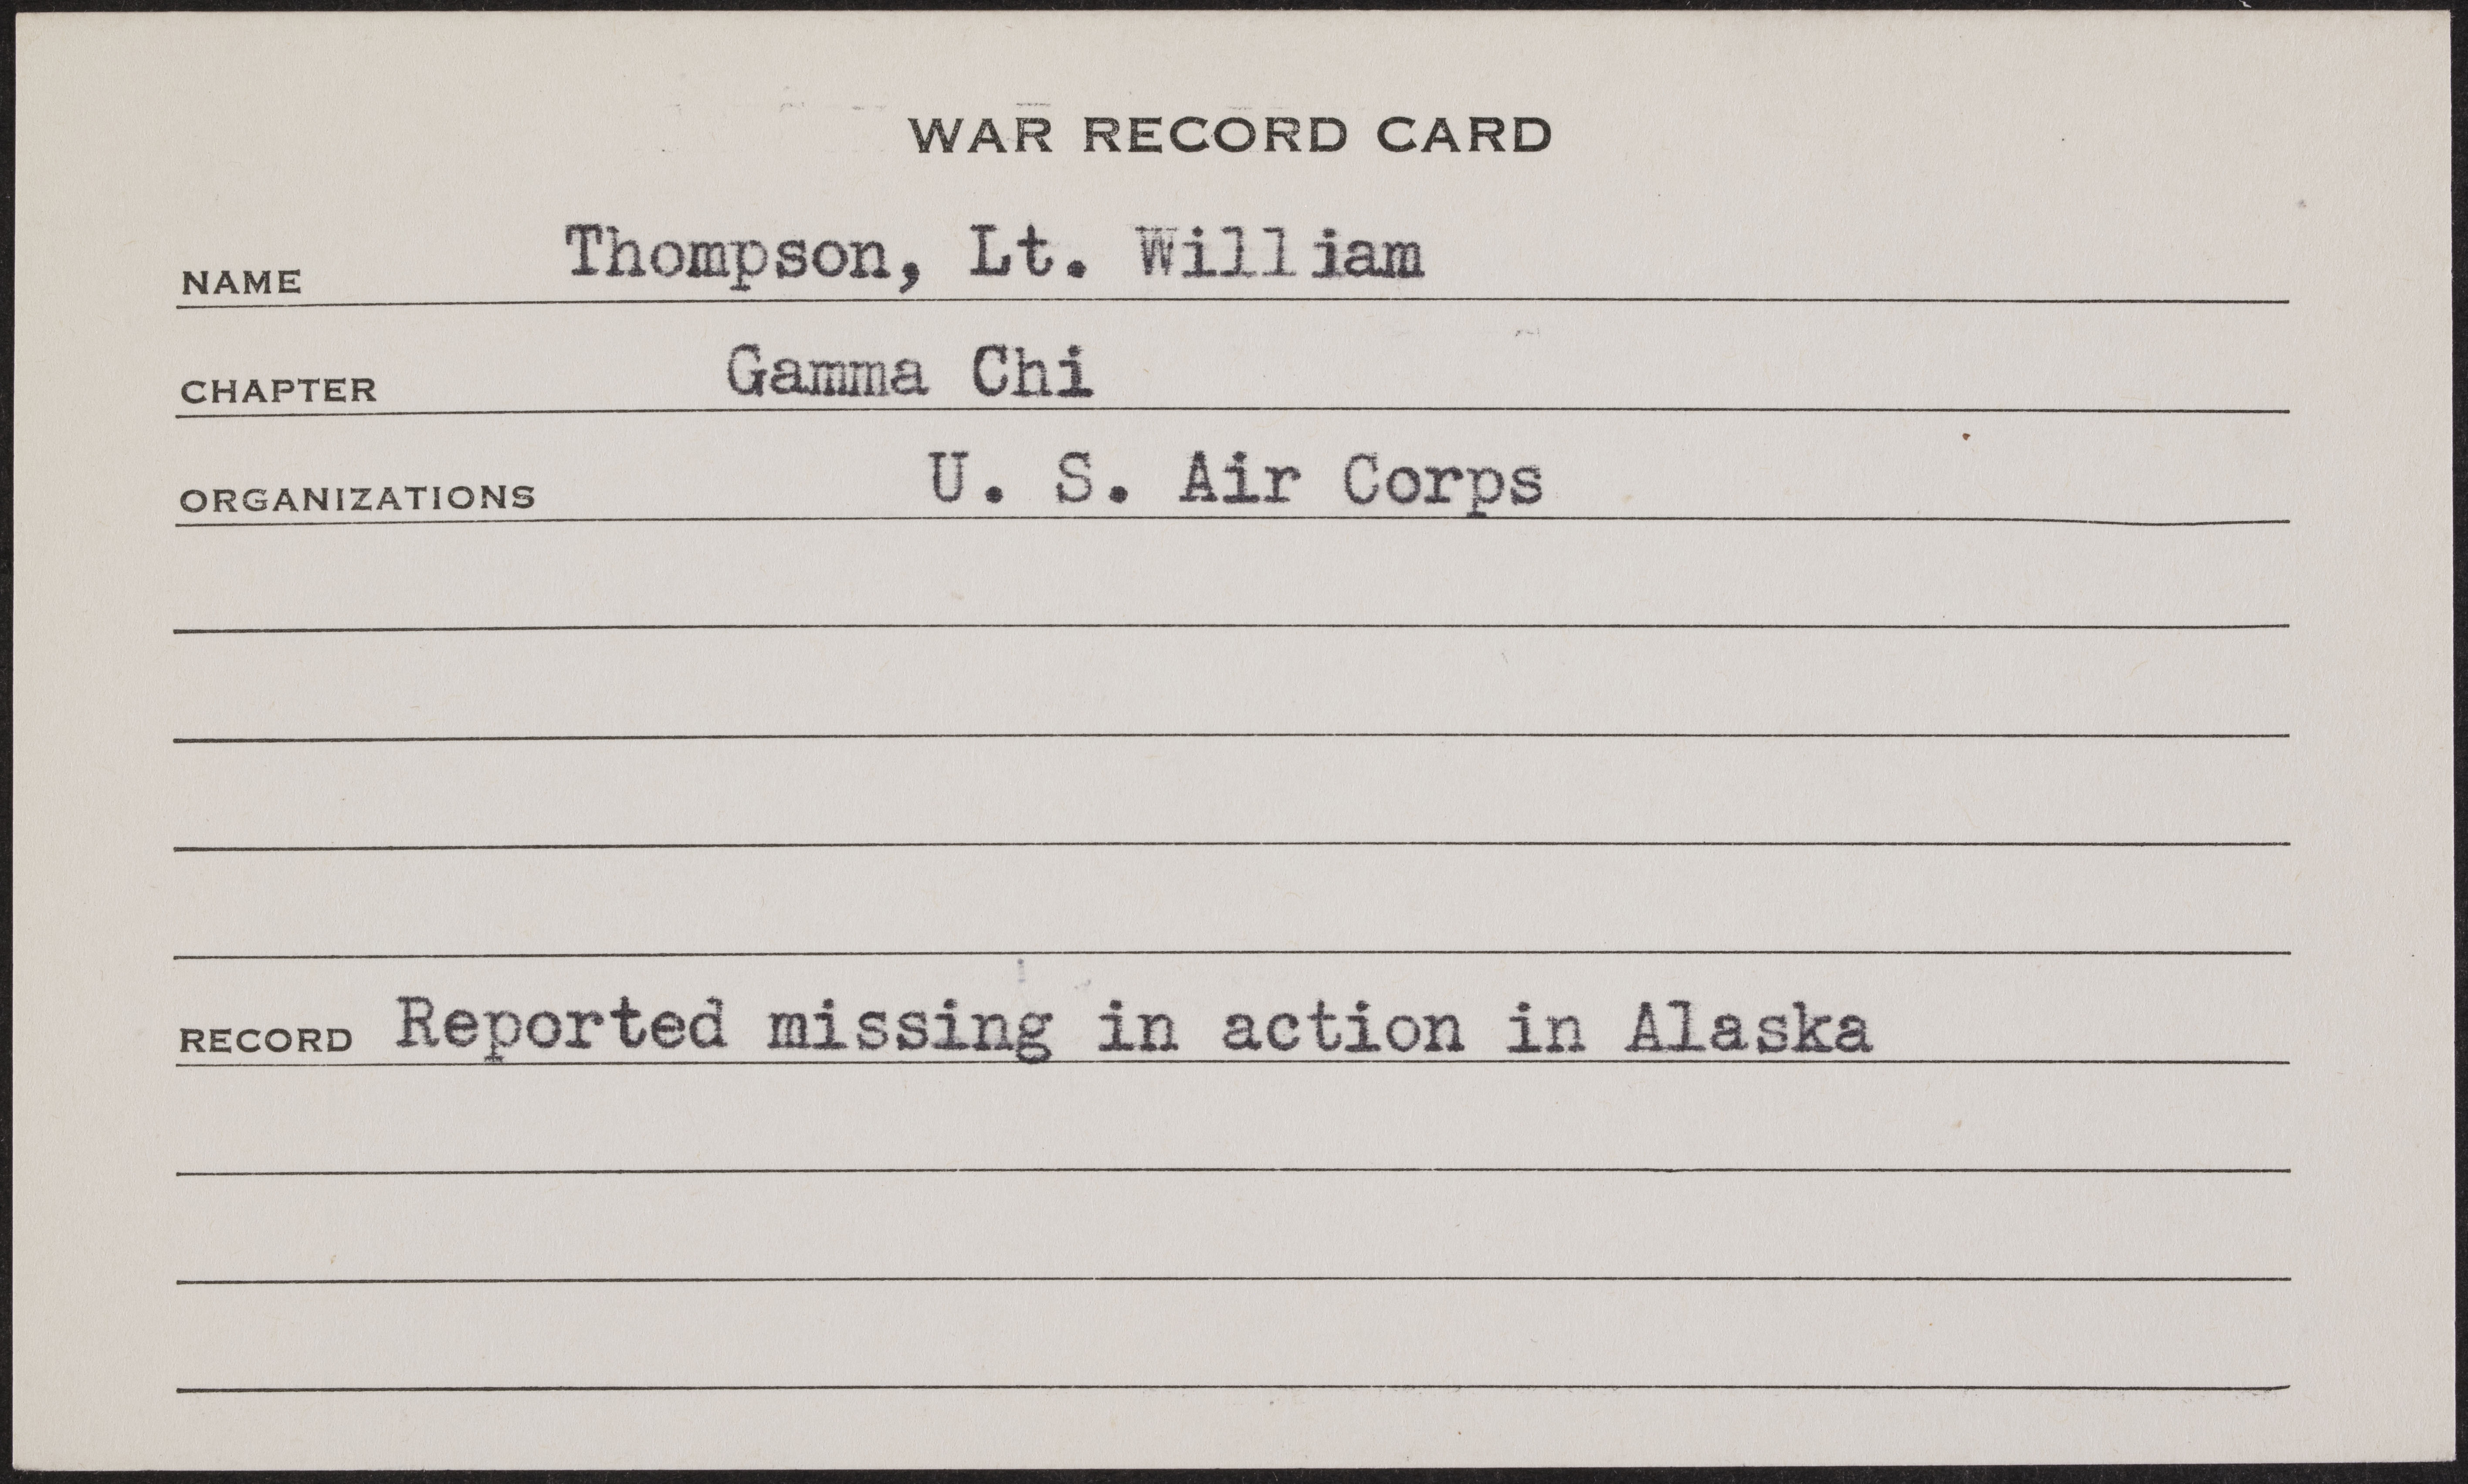 WAR RECORD CARD
NAME Thompson, Lt. William
CHAPTER Gamma Chi
ORGANIZATIONS U. S. Air Corps
RECORD Reported missing in action in Alaska